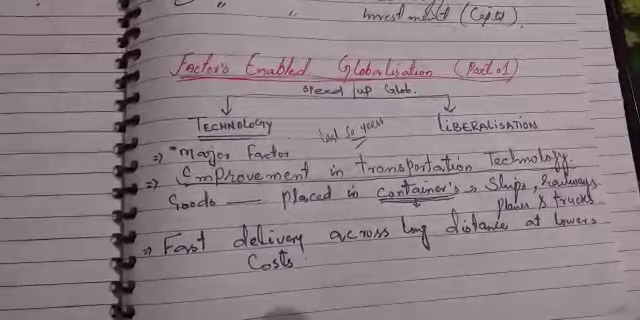 " " Investment (Capital)
Factor's Enabled Globalisation (Part 01)
speed up Glob.
TECHNOLOGY last 50 years LIBERALISATION
⇒ "Major Factor
⇒ Improvement in transportation Technology.
Goods — placed in container's → Ships, Railways
planes & trucks
⇒ Fast delivery across long distance at lowers
Costs.